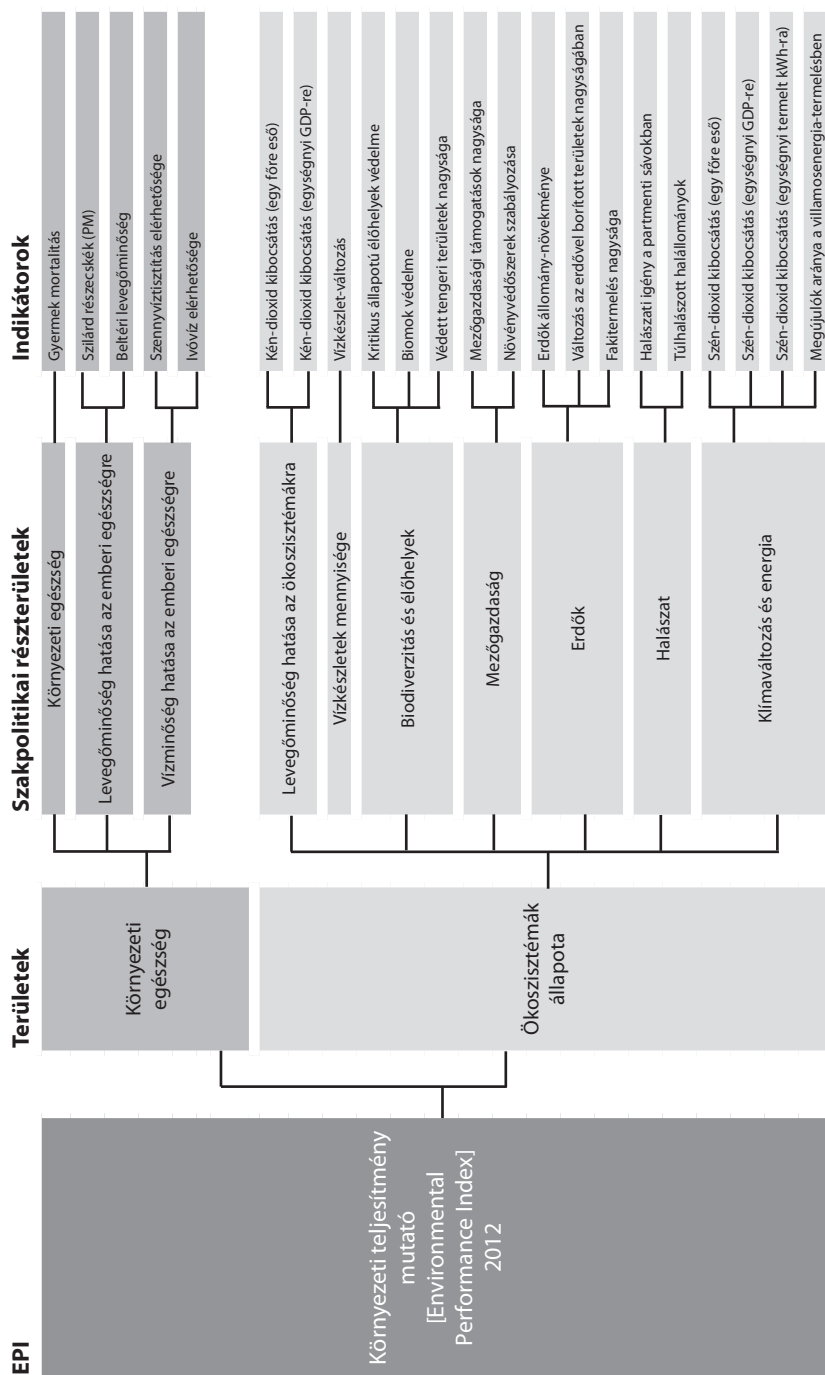 EPI
Területek
Szakpolitikai részterületek
Indikátorok
Környezeti teljesítmény
mutató
[Environmental
Performance Index]
2012
Környezeti
egészség
Ökoszisztémák
állapota
Környezeti egészség
Levegőminőség hatása az emberi egészségre
Vízminőség hatása az emberi egészségre
Levegőminőség hatása az ökoszisztémákra
Vízkészletek mennyisége
Biodiverzitás és élőhelyek
Mezőgazdaság
Erdők
Halászat
Klímaváltozás és energia
Gyermek mortalitás
Szilárd részecskék (PM)
Beltéri levegőminőség
Szennyvíztisztítás elérhetősége
Ivóvíz elérhetősége
Kén-dioxid kibocsátás (egy főre eső)
Kén-dioxid kibocsátás (egységnyi GDP-re)
Vízkészlet-változás
Kritikus állapotú élőhelyek védelme
Biomok védelme
Védett tengeri területek nagysága
Mezőgazdasági támogatások nagysága
Növényvédőszerek szabályozása
Erdők állomány-növekménye
Változás az erdővel borított területek nagyságában
Fakitermelés nagysága
Halászati igény a partmenti sávokban
Túlhalászott halállományok
Szén-dioxid kibocsátás (egy főre eső)
Szén-dioxid kibocsátás (egységnyi GDP-re)
Szén-dioxid kibocsátás (egységnyi termelt kWh-ra)
Megújulók aránya a villamosenergia-termelésben